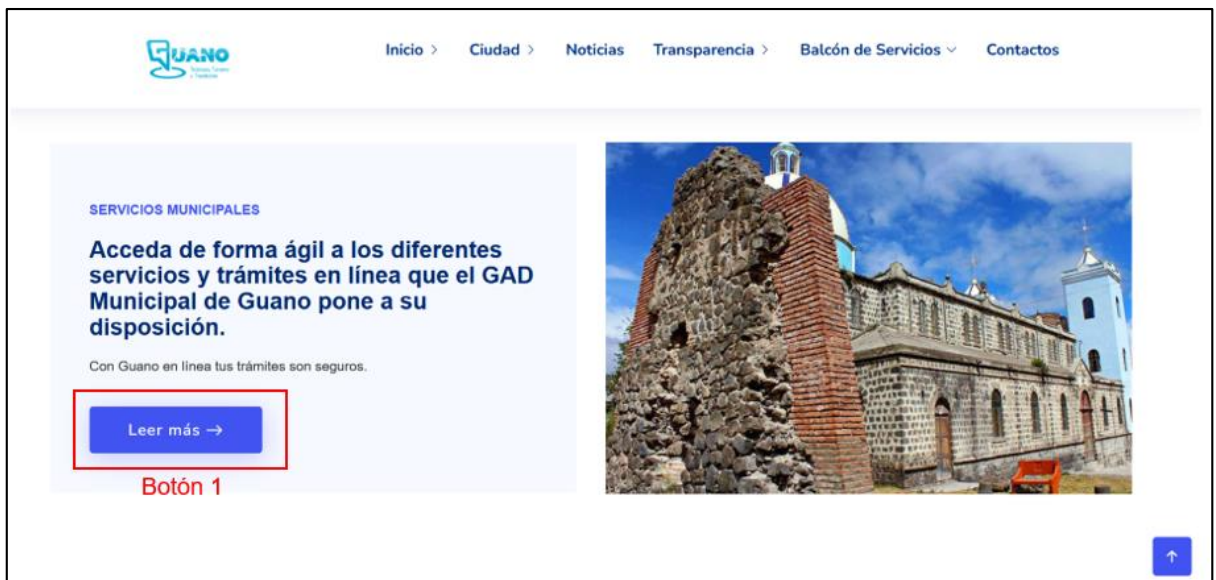 GUANO
Inicio > Ciudad > Noticias Transparencia > Balcón de Servicios Contactos
SERVICIOS MUNICIPALES
Acceda de forma ágil a los diferentes
servicios y trámites en línea que el GAD
Municipal de Guano pone a su
disposición.
Con Guano en línea tus trámites son seguros.
Leer más →
Botón 1